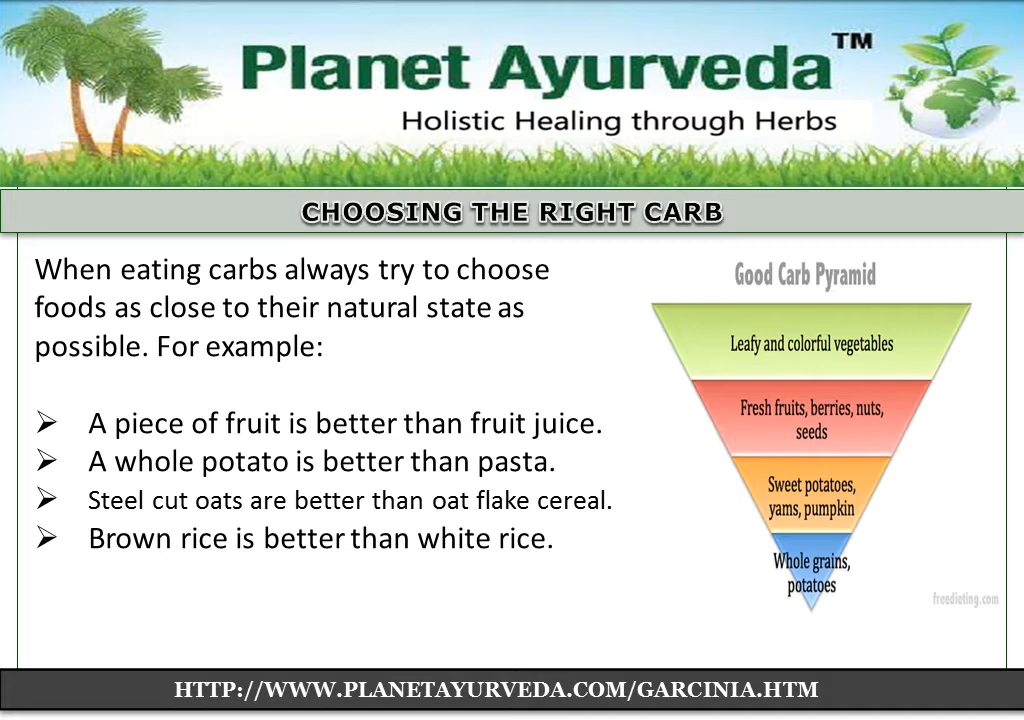 Planet Ayurveda™
Holistic Healing through Herbs
CHOOSING THE RIGHT CARB
When eating carbs always try to choose
foods as close to their natural state as
possible. For example:
➢ A piece of fruit is better than fruit juice.
➢ A whole potato is better than pasta.
➢ Steel cut oats are better than oat flake cereal.
➢ Brown rice is better than white rice.
Good Carb Pyramid
Leafy and colorful vegetables
Fresh fruits, berries, nuts,
seeds
Sweet potatoes,
yams, pumpkin
Whole grains,
potatoes
freedieting.com
HTTP://WWW.PLANETAYURVEDA.COM/GARCINIA.HTM